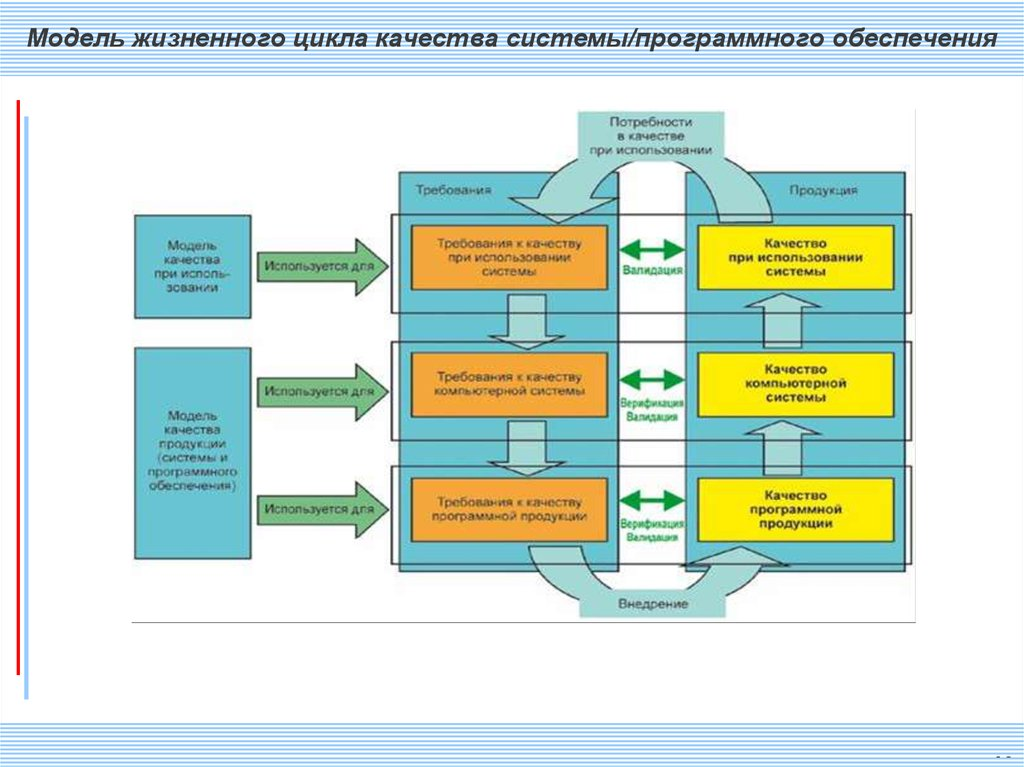 Модель жизненного цикла качества системы/программного обеспечения
Потребности
в качестве
при использовании
Требования
Продукция
Модель
качества
при исполь-
зовании
Используется для
Требования к качеству
при использовании
системы
Валидация
Качество
при использовании
системы
Модель
качества
продукции
(системы и
программного
обеспечения)
Используется для
Требования к качеству
компьютерной системы
Верификация
Валидация
Качество
компьютерной
системы
Используется для
Требования к качеству
программной продукции
Верификация
Валидация
Качество
программной
продукции
Внедрение